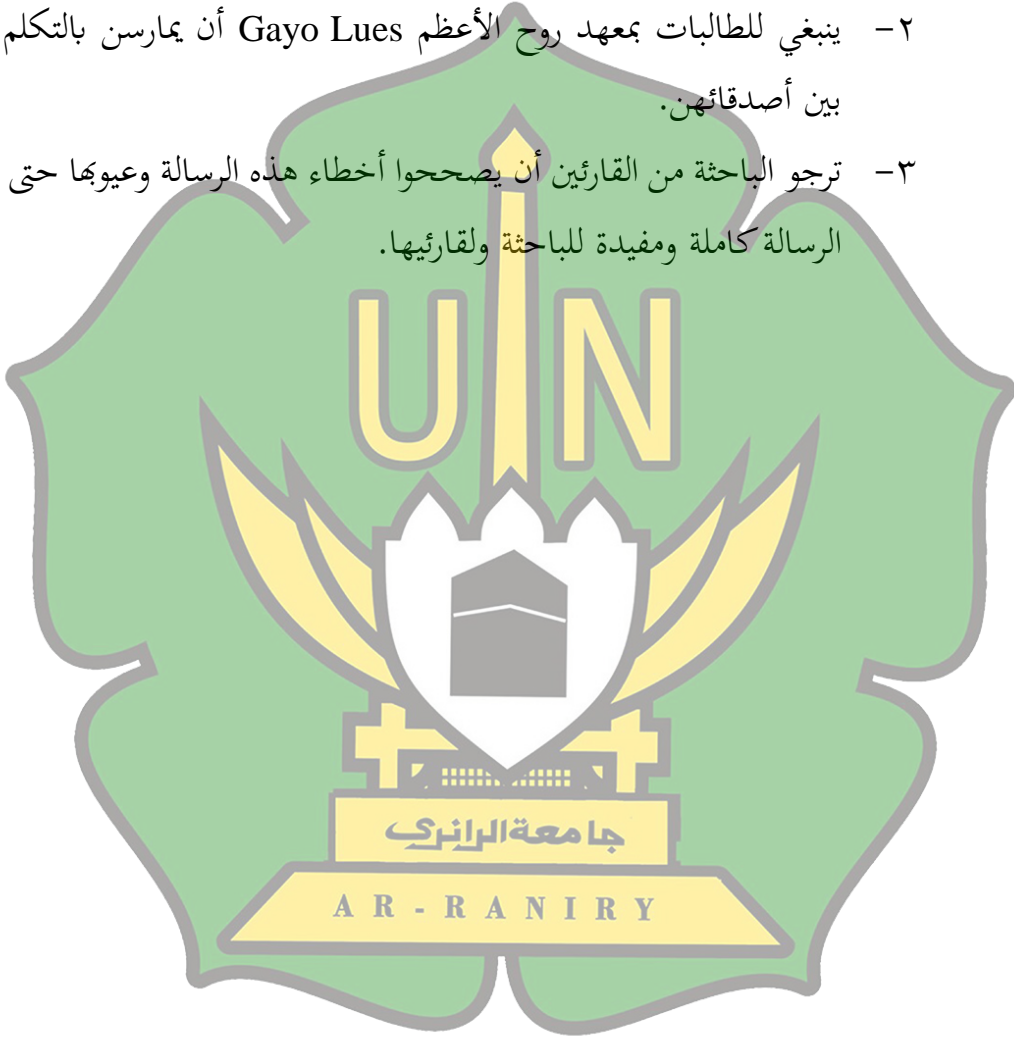 ٢- ينبغي للطالبات بمعهد روح الأعظم Gayo Lues أن يمارسن بالتكلم
بين أصدقائهن.
٣- ترجو الباحثة من القارئين أن يصححوا أخطاء هذه الرسالة وعيوبها حتى
الرسالة كاملة ومفيدة للباحثة ولقارئيها.
UIN
جامعة الرانري
AR-RANIRY